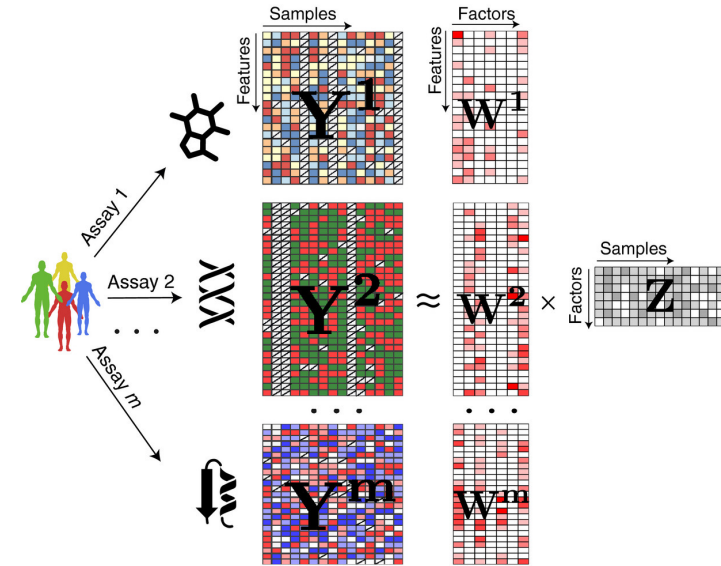 Samples
Features
Y¹
Factors
Features
W¹
Assay 1
Assay 2
. . .
Assay m
Y²
≈
W²
×
Samples
Factors
Z
. . .
. . .
Yᵐ
Wᵐ